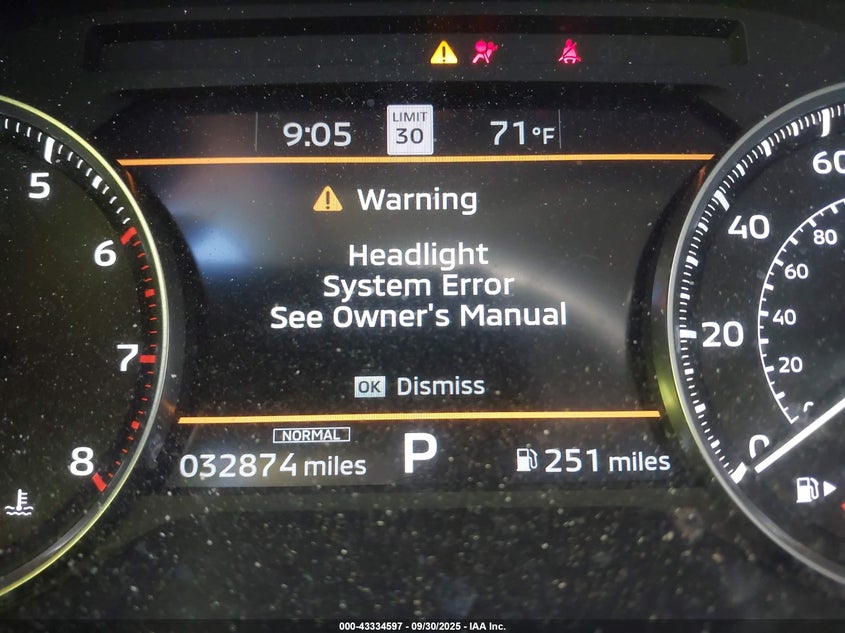 9:05
LIMIT
30
71°F
Warning
Headlight
System Error
See Owner's Manual
OK Dismiss
NORMAL
032874 miles
P
251 miles
5
6
7
8
60
40
20
0
80
60
40
20
000-43334597 - 09/30/2025 - IAA Inc.